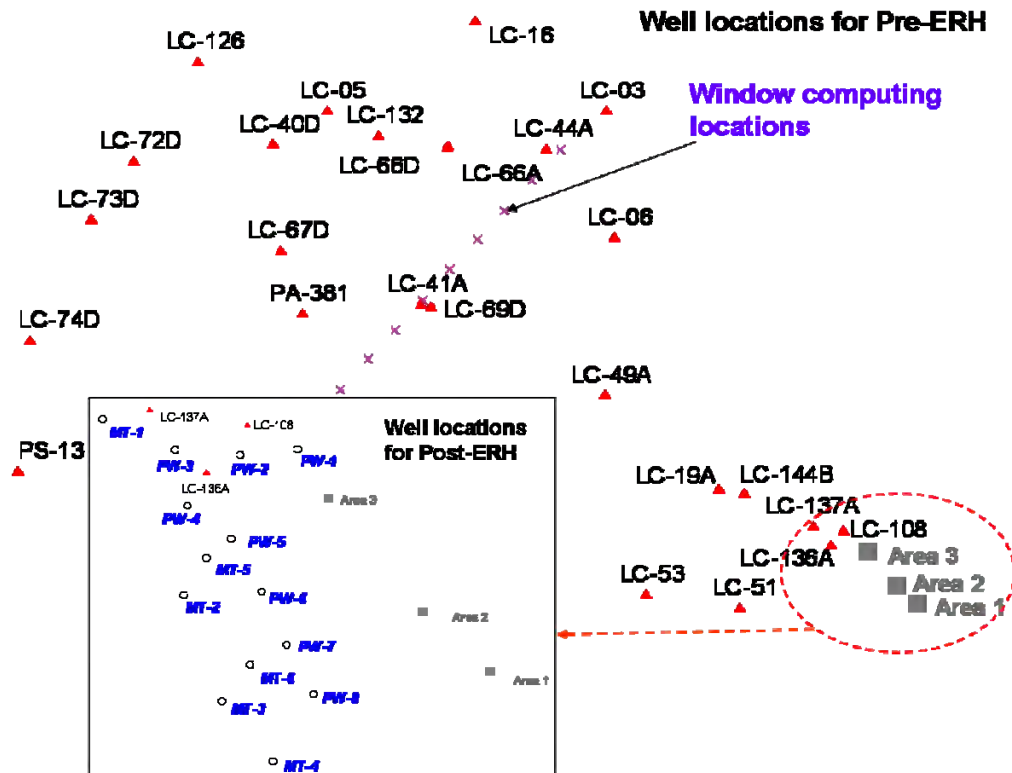 Well locations for Pre-ERH
LC-16
LC-126
Window computing
locations
LC-05
LC-03
LC-132
LC-40D
LC-44A
LC-72D
LC-66D
LC-66A
LC-73D
LC-06
LC-67D
LC-41A
PA-381
LC-69D
LC-74D
LC-49A
PS-13
LC-19A
LC-144B
LC-137A
LC-108
LC-136A
Area 3
LC-53
LC-51
Area 2
Area 1
Well locations
for Post-ERH
LC-137A
LC-108
MT-1
PW-3
PW-2
PW-4
LC-136A
Area 3
PW-4
PW-5
MT-5
MT-2
PW-6
Area 2
PW-7
MT-6
Area 1
PW-8
MT-3
MT-4